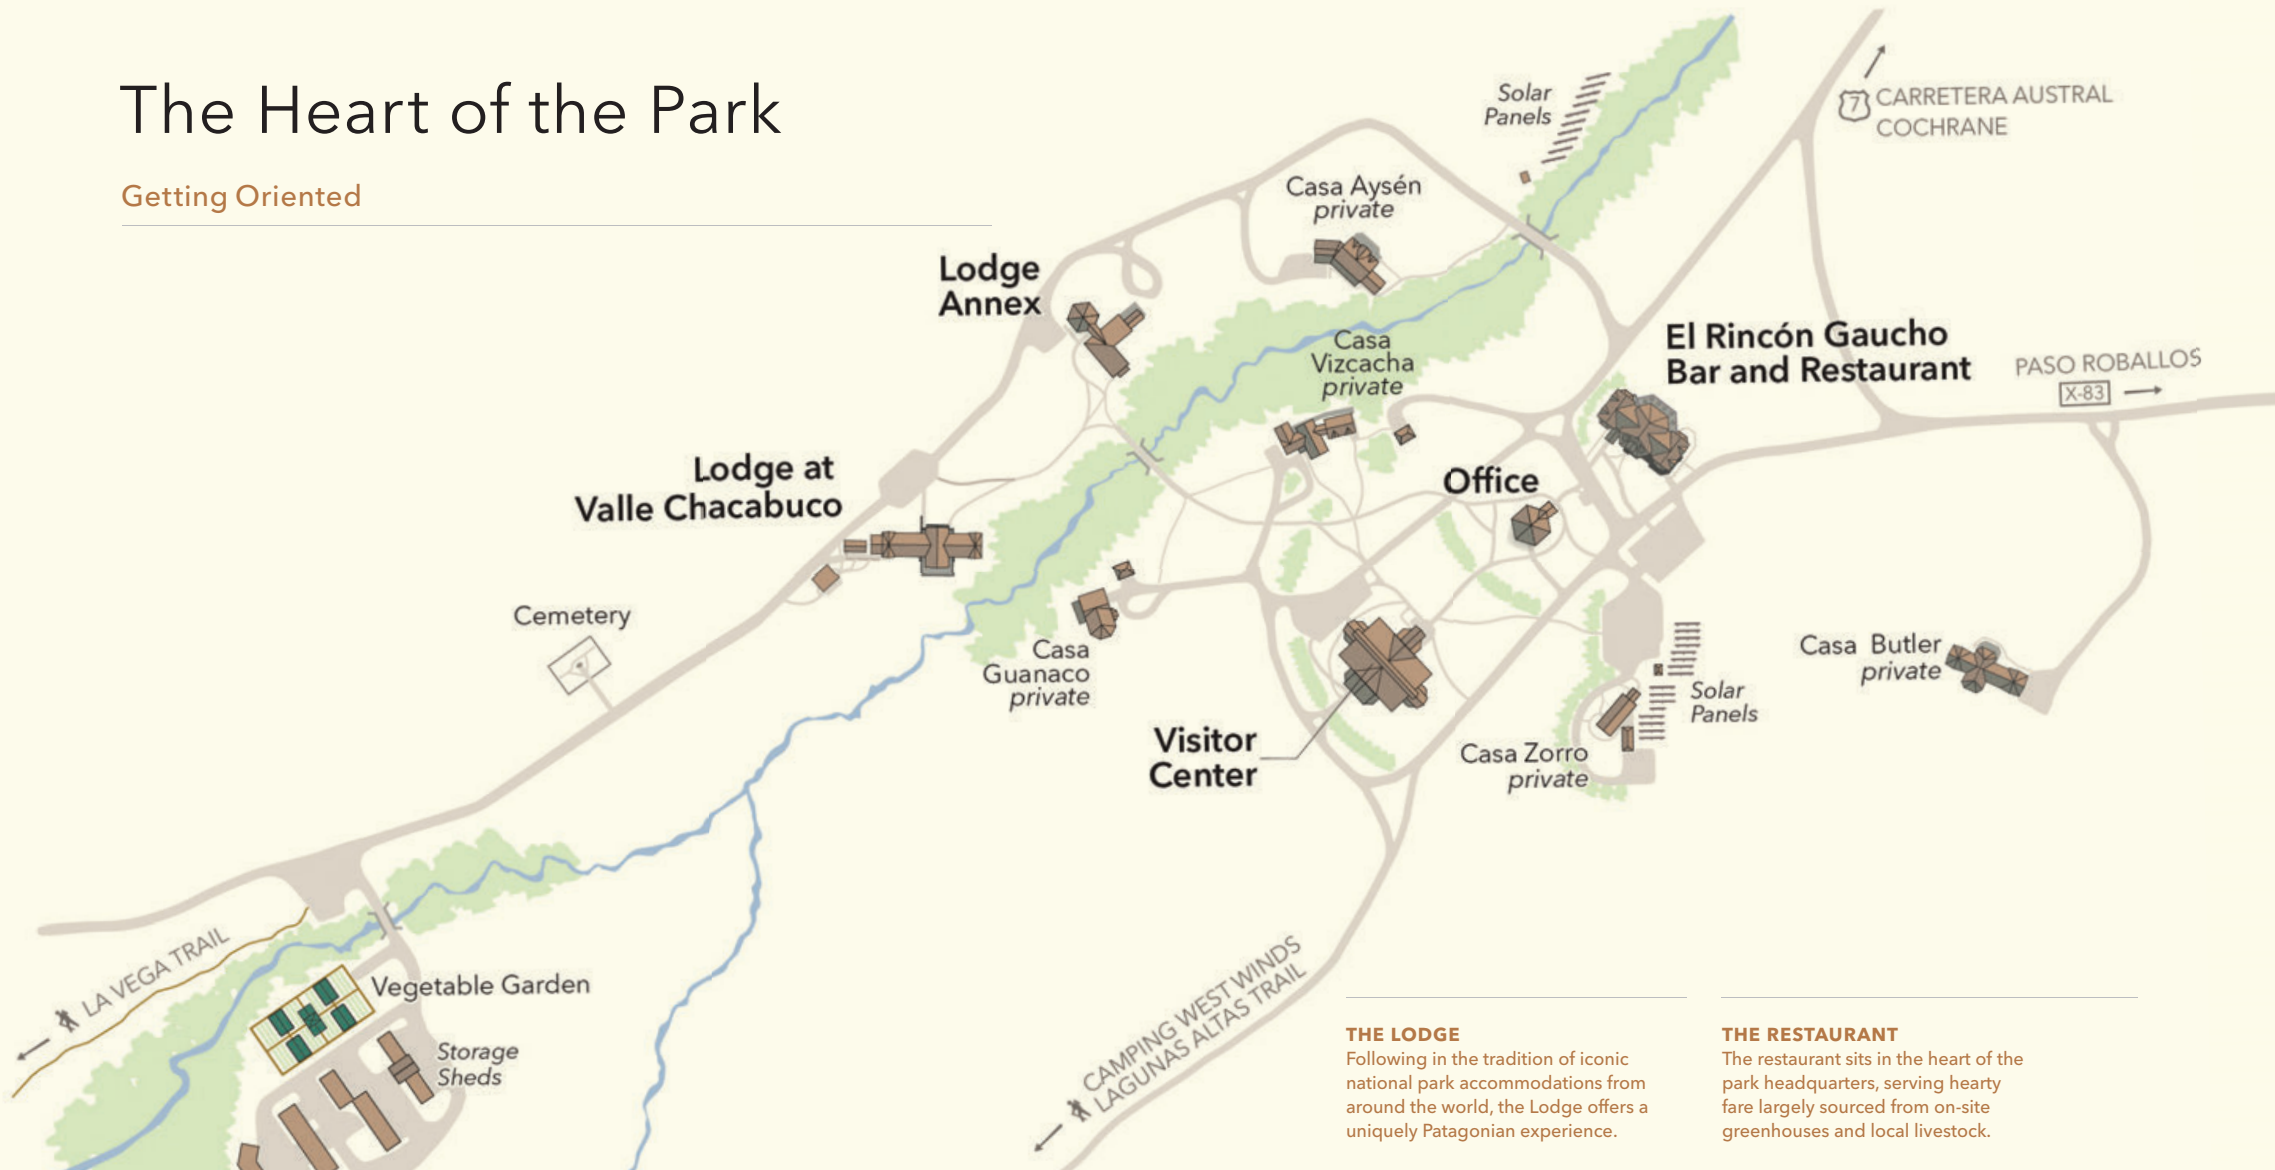 The Heart of the Park
Getting Oriented
Solar
Panels
7
CARRETERA AUSTRAL
COCHRANE
Casa Aysén
private
Lodge
Annex
El Rincón Gaucho
Bar and Restaurant
Casa
Vizcacha
private
PASO ROBALLOS
X-83
Lodge at
Valle Chacabuco
Office
Cemetery
Casa
Guanaco
private
Casa Butler
private
Solar
Panels
Visitor
Center
Casa Zorro
private
LA VEGA TRAIL
Vegetable Garden
Storage
Sheds
CAMPING WEST WINDS
LAGUNAS ALTAS TRAIL
THE LODGE
Following in the tradition of iconic
national park accommodations from
around the world, the Lodge offers a
uniquely Patagonian experience.
THE RESTAURANT
The restaurant sits in the heart of the
park headquarters, serving hearty
fare largely sourced from on-site
greenhouses and local livestock.